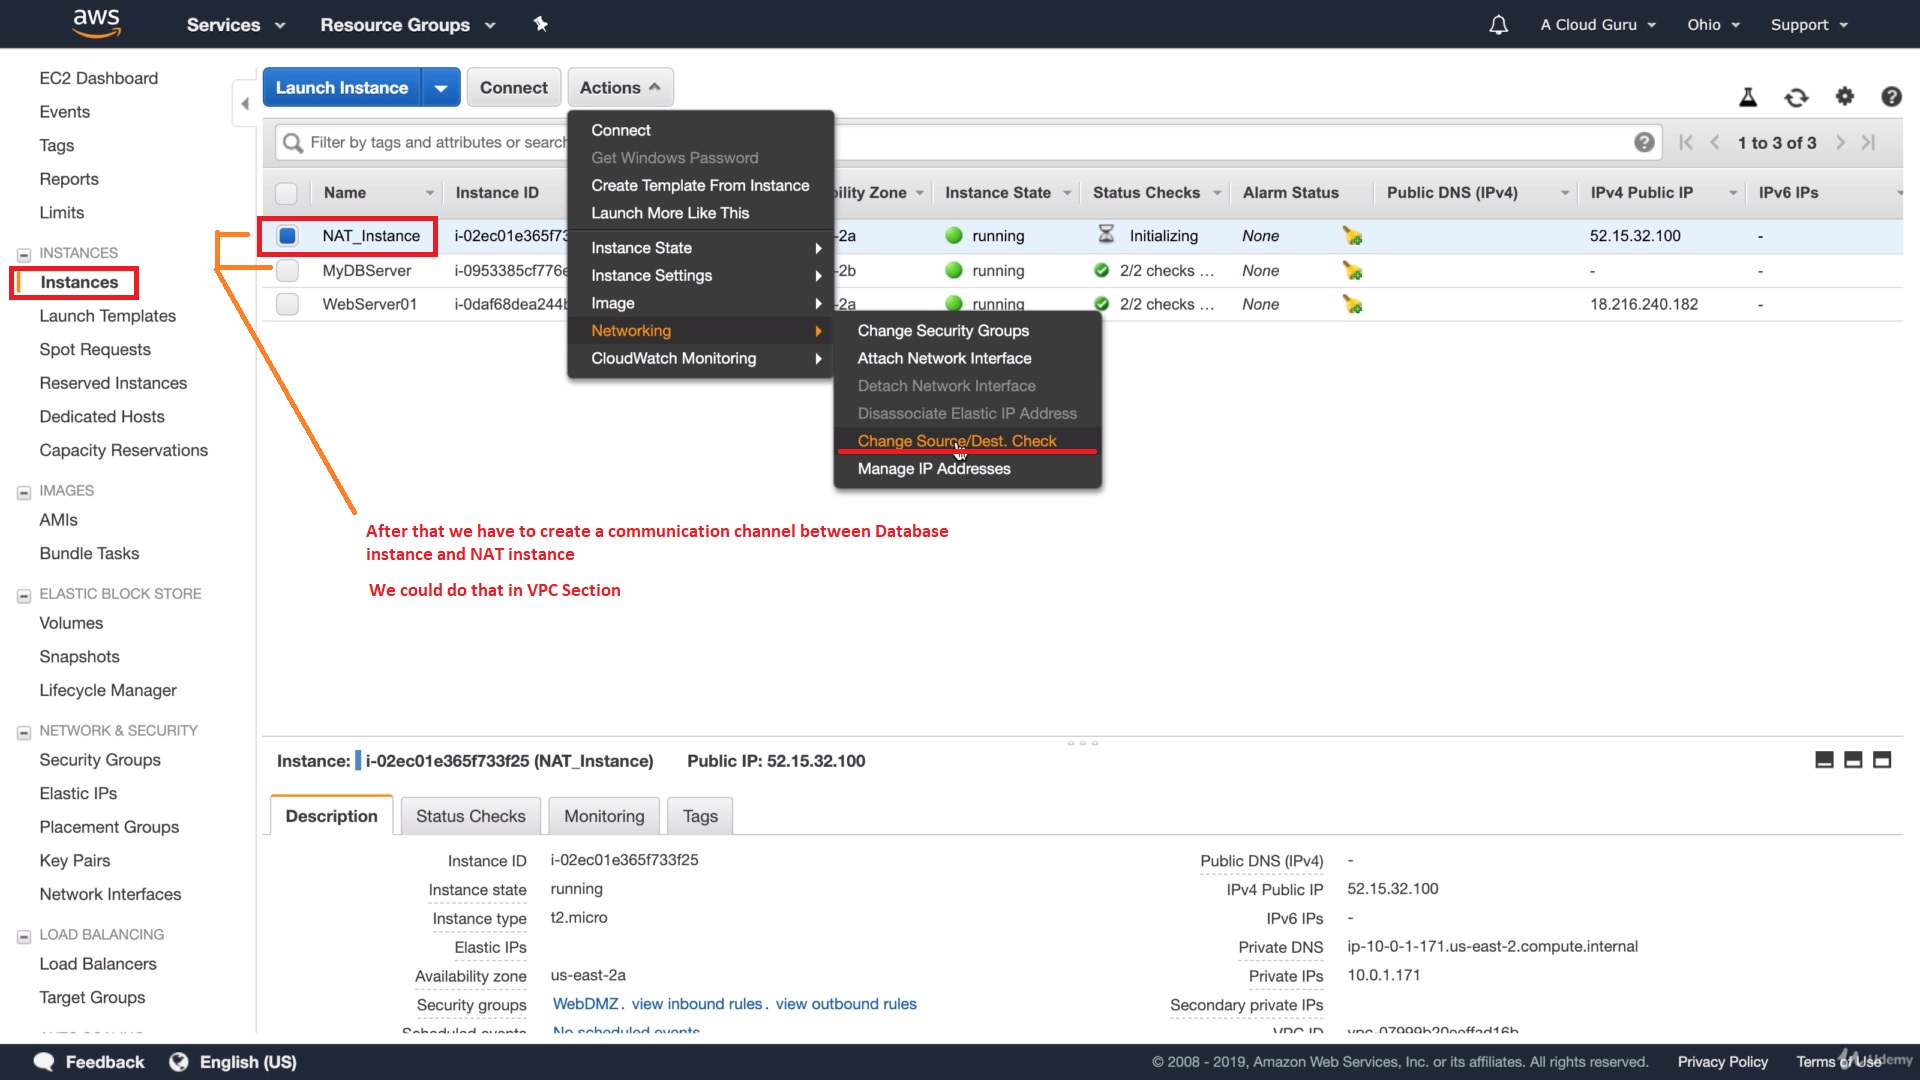 aws Services Resource Groups A Cloud Guru Ohio Support
EC2 Dashboard
Events
Tags
Reports
Limits
INSTANCES
Instances
Launch Templates
Spot Requests
Reserved Instances
Dedicated Hosts
Capacity Reservations
IMAGES
AMIs
Bundle Tasks
ELASTIC BLOCK STORE
Volumes
Snapshots
Lifecycle Manager
NETWORK & SECURITY
Security Groups
Elastic IPs
Placement Groups
Key Pairs
Network Interfaces
LOAD BALANCING
Load Balancers
Target Groups
Launch Instance Connect Actions
Filter by tags and attributes or search 1 to 3 of 3
Name Instance ID bility Zone Instance State Status Checks Alarm Status Public DNS (IPv4) IPv4 Public IP IPv6 IPs
NAT_Instance i-02ec01e365f73 -2a running Initializing None 52.15.32.100 -
MyDBServer i-0953385cf776e -2b running 2/2 checks ... None - -
WebServer01 i-0daf68dea244b -2a running 2/2 checks ... None 18.216.240.182 -
Connect
Get Windows Password
Create Template From Instance
Launch More Like This
Instance State
Instance Settings
Image
Networking
CloudWatch Monitoring
Change Security Groups
Attach Network Interface
Detach Network Interface
Disassociate Elastic IP Address
Change Source/Dest. Check
Manage IP Addresses
After that we have to create a communication channel between Database
instance and NAT instance
We could do that in VPC Section
Instance: i-02ec01e365f733f25 (NAT_Instance) Public IP: 52.15.32.100
Description Status Checks Monitoring Tags
Instance ID i-02ec01e365f733f25 Public DNS (IPv4) -
Instance state running IPv4 Public IP 52.15.32.100
Instance type t2.micro IPv6 IPs -
Elastic IPs Private DNS ip-10-0-1-171.us-east-2.compute.internal
Availability zone us-east-2a Private IPs 10.0.1.171
Security groups WebDMZ . view inbound rules . view outbound rules Secondary private IPs
Scheduled events No scheduled events VPC ID
Feedback English (US) © 2008 - 2019, Amazon Web Services, Inc. or its affiliates. All rights reserved. Privacy Policy Terms of Use